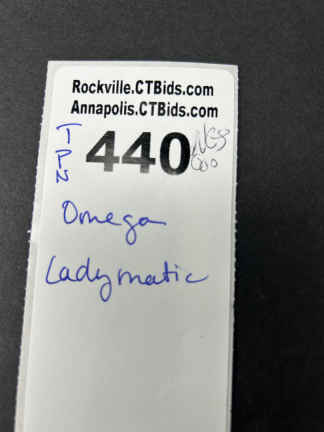 Rockville.CTBids.com
Annapolis.CTBids.com
TPN
440
Omega
Ladymatic